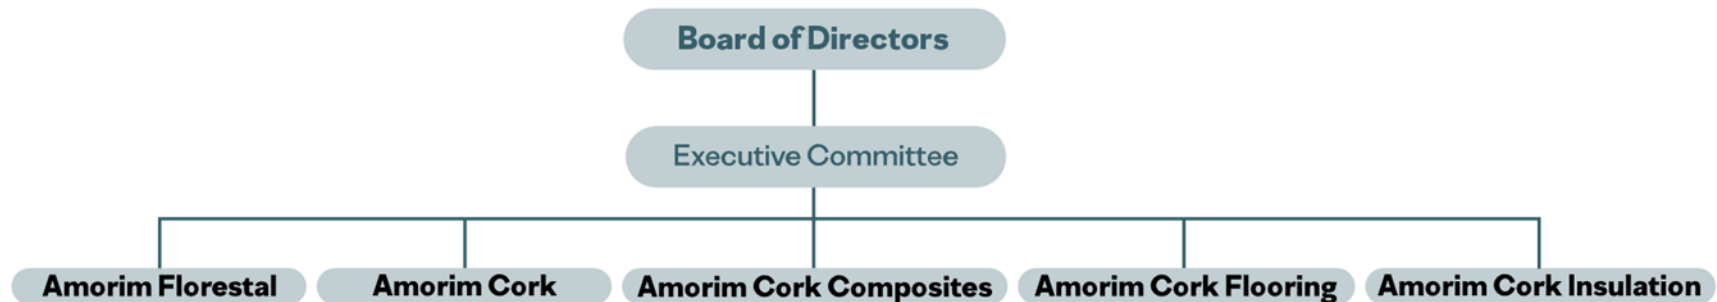 Board of Directors
Executive Committee
Amorim Florestal
Amorim Cork
Amorim Cork Composites
Amorim Cork Flooring
Amorim Cork Insulation